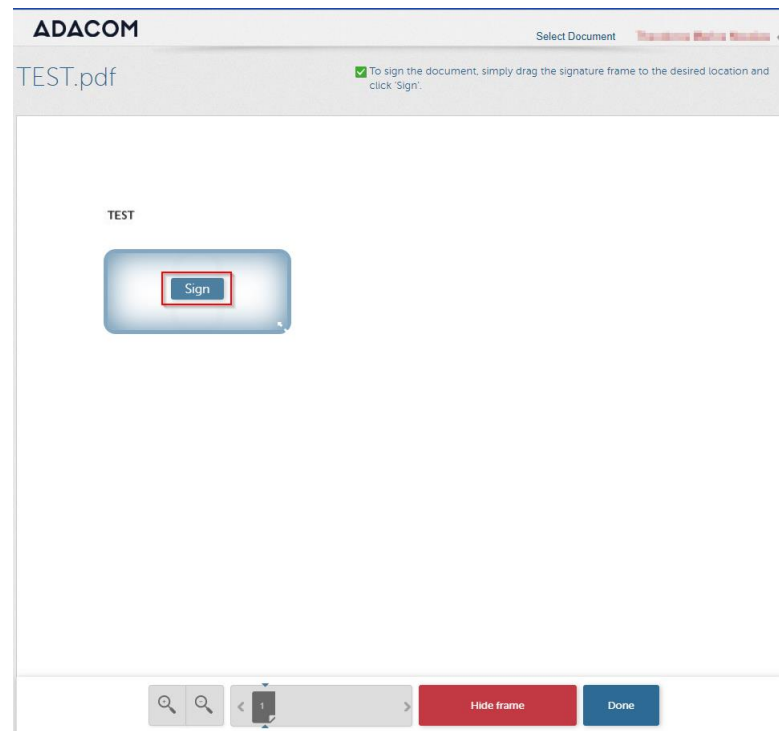 ADACOM
Select Document
TEST.pdf
To sign the document, simply drag the signature frame to the desired location and
click 'Sign'.
TEST
Sign
1
Hide frame
Done